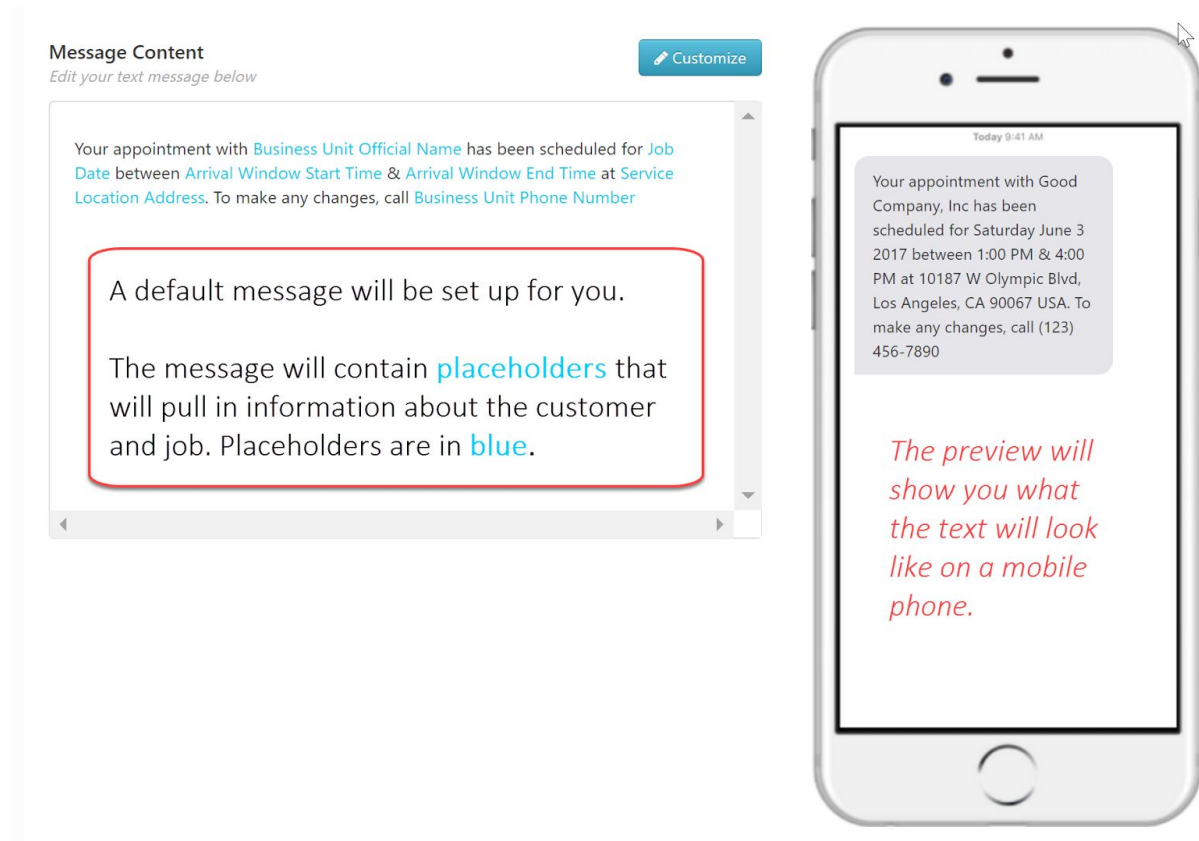 Message Content
Customize
Edit your text message below
Your appointment with Business Unit Official Name has been scheduled for Job
Date between Arrival Window Start Time & Arrival Window End Time at Service
Location Address. To make any changes, call Business Unit Phone Number
A default message will be set up for you.
The message will contain placeholders that
will pull in information about the customer
and job. Placeholders are in blue.
Today 9:41 AM
Your appointment with Good
Company, Inc has been
scheduled for Saturday June 3
2017 between 1:00 PM & 4:00
PM at 10187 W Olympic Blvd,
Los Angeles, CA 90067 USA. To
make any changes, call (123)
456-7890
The preview will
show you what
the text will look
like on a mobile
phone.